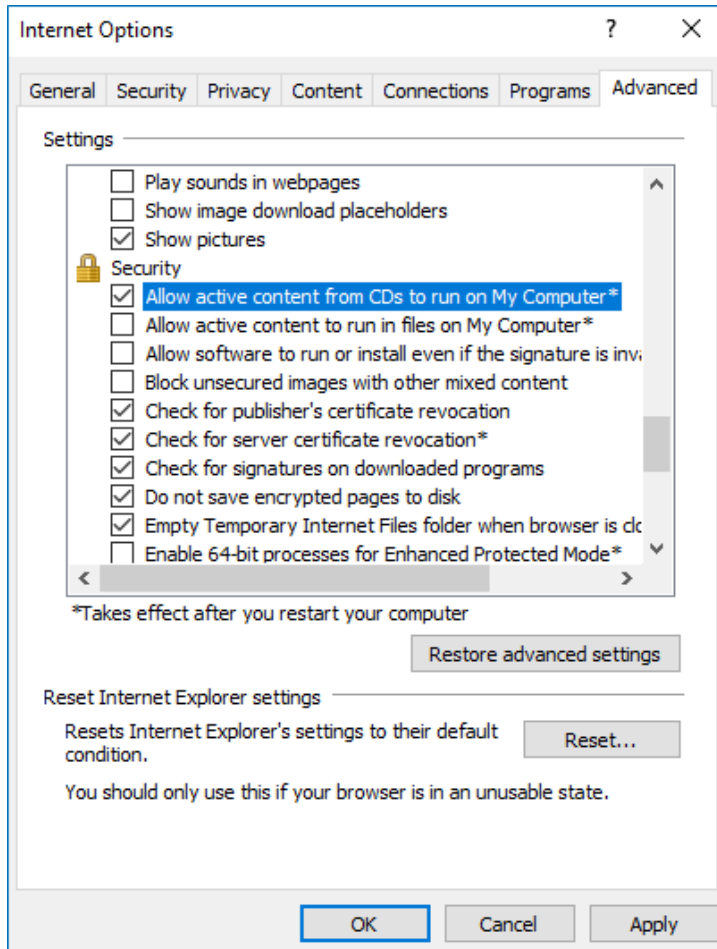 Internet Options
?
General Security Privacy Content Connections Programs Advanced
Settings
Play sounds in webpages
Show image download placeholders
Show pictures
Security
Allow active content from CDs to run on My Computer*
Allow active content to run in files on My Computer*
Allow software to run or install even if the signature is
Block unsecured images with other mixed content
Check for publisher's certificate revocation
Check for server certificate revocation*
Check for signatures on downloaded programs
Do not save encrypted pages to disk
Empty Temporary Internet Files folder when browser is
Enable 64-bit processes for Enhanced Protected Mode*
*Takes effect after you restart your computer
Restore advanced settings
Reset Internet Explorer settings
Resets Internet Explorer's settings to their default
condition.
Reset...
You should only use this if your browser is in an unusable state.
OK Cancel Apply